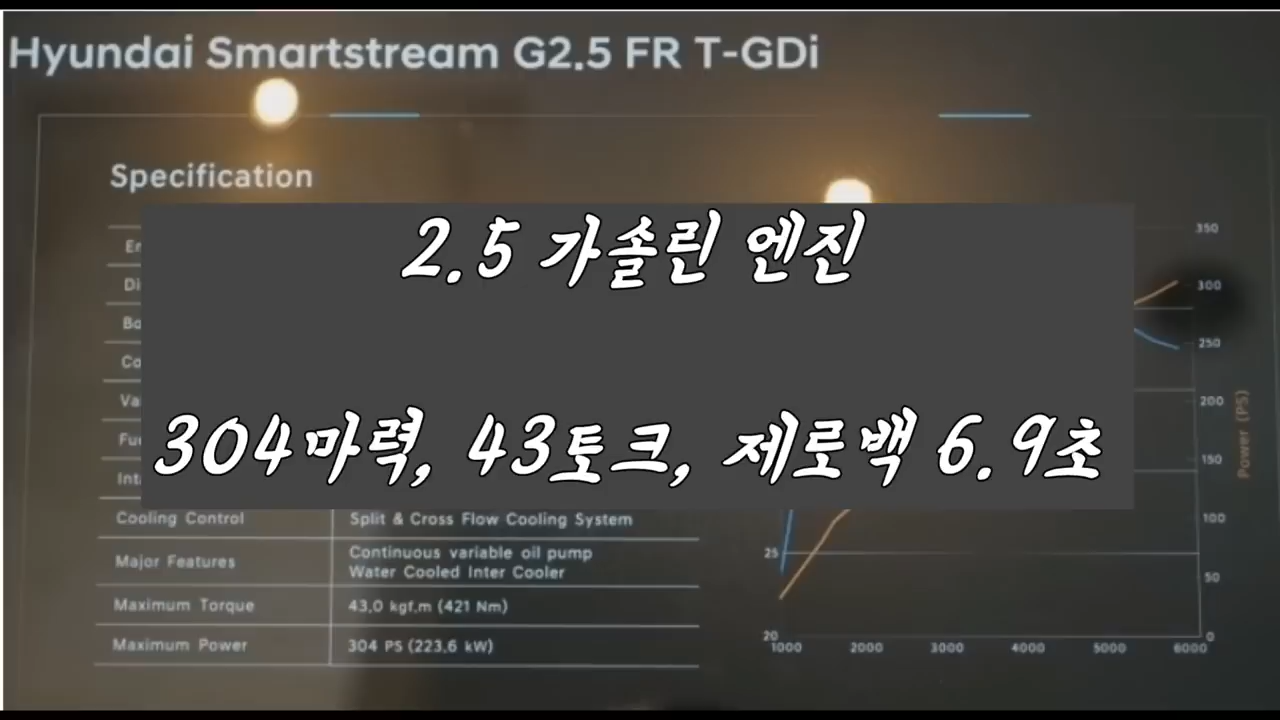 Hyundai Smartstream G2.5 FR T-GDi
Specification
2.5 가솔린 엔진
304마력, 43토크, 제로백 6.9초
Cooling Control Split & Cross Flow Cooling System
Major Features Continuous variable oil pump
Water Cooled Inter Cooler
Maximum Torque 43.0 kgf.m (421 Nm)
Maximum Power 304 PS (223.6 kW)
350
300
250
200
150
100
50
0
Power (PS)
25
20
1000 2000 3000 4000 5000 6000